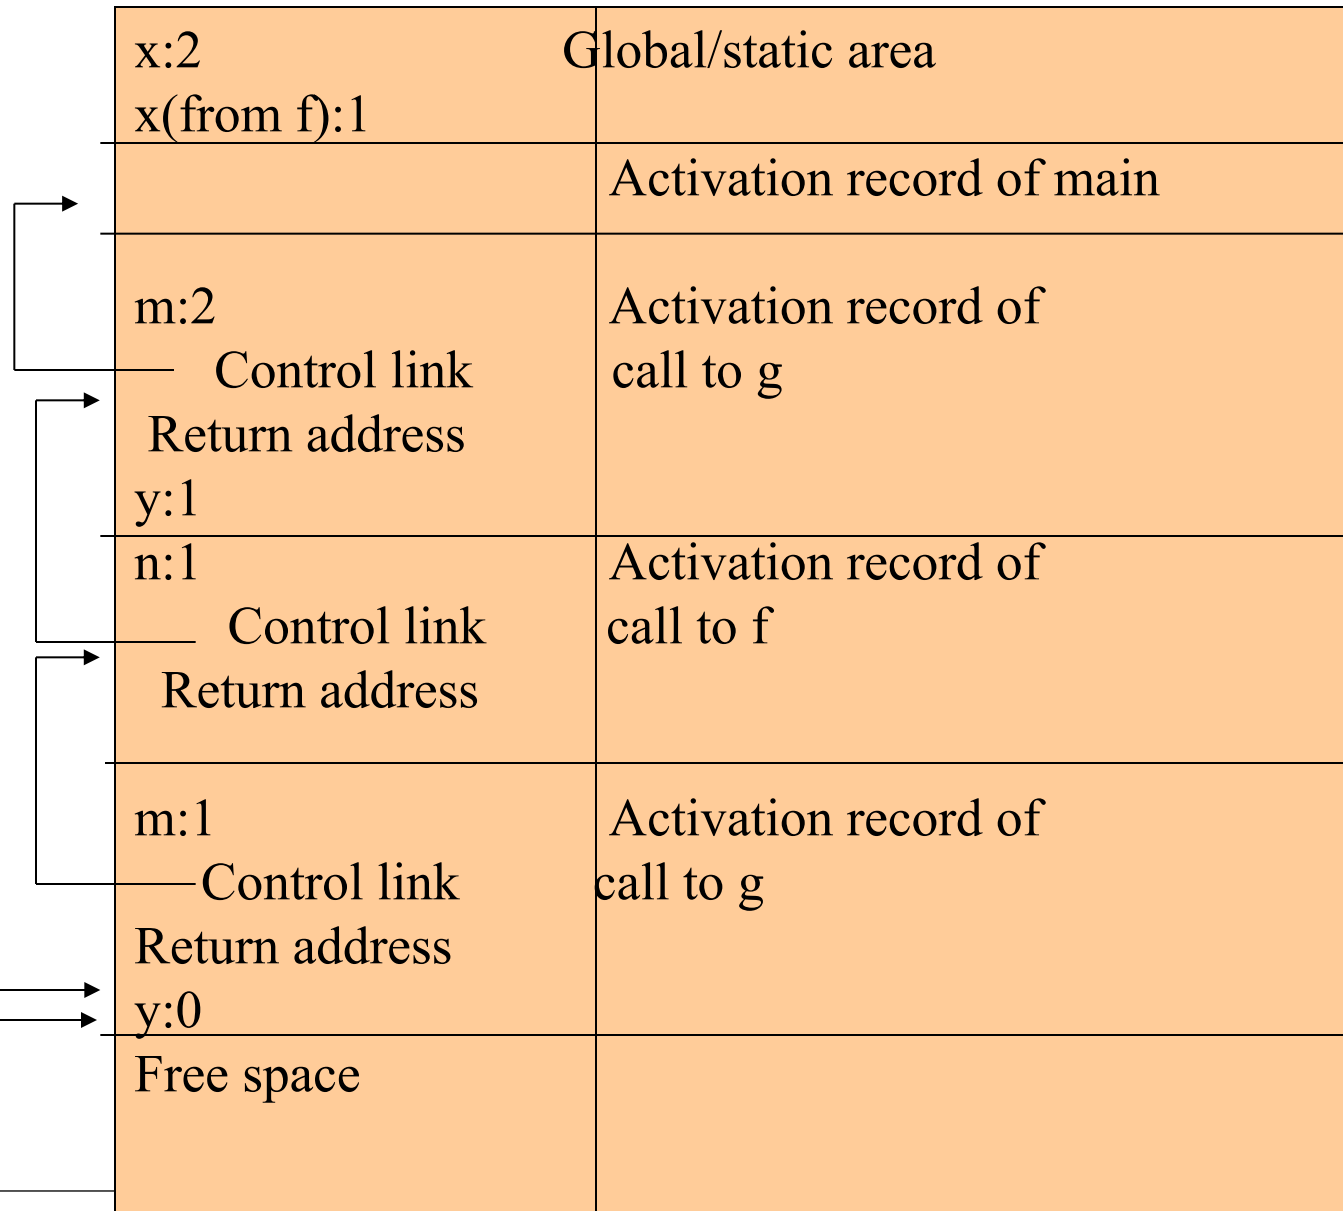 x:2 Global/static area
x(from f):1
Activation record of main
m:2 Activation record of
Control link call to g
Return address
y:1
n:1 Activation record of
Control link call to f
Return address
m:1 Activation record of
Control link call to g
Return address
y:0
Free space